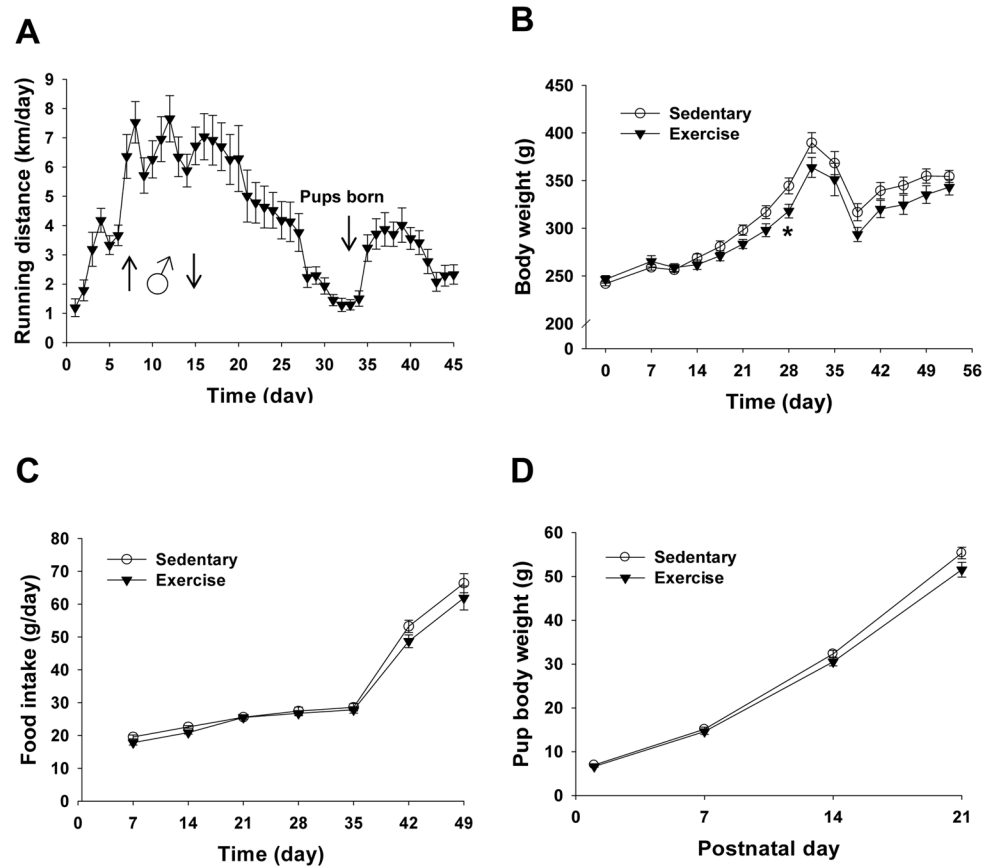 A
Running distance (km/day)
9
8
7
6
5
4
3
2
1
0
Pups born
♂
0 5 10 15 20 25 30 35 40 45
Time (day)
B
Body weight (g)
450
400
350
300
250
200
0
Sedentary
Exercise
*
0 7 14 21 28 35 42 49 56
Time (day)
C
Food intake (g/day)
80
70
60
50
40
30
20
10
0
Sedentary
Exercise
0 7 14 21 28 35 42 49
Time (day)
D
Pup body weight (g)
60
50
40
30
20
10
0
Sedentary
Exercise
0 7 14 21
Postnatal day